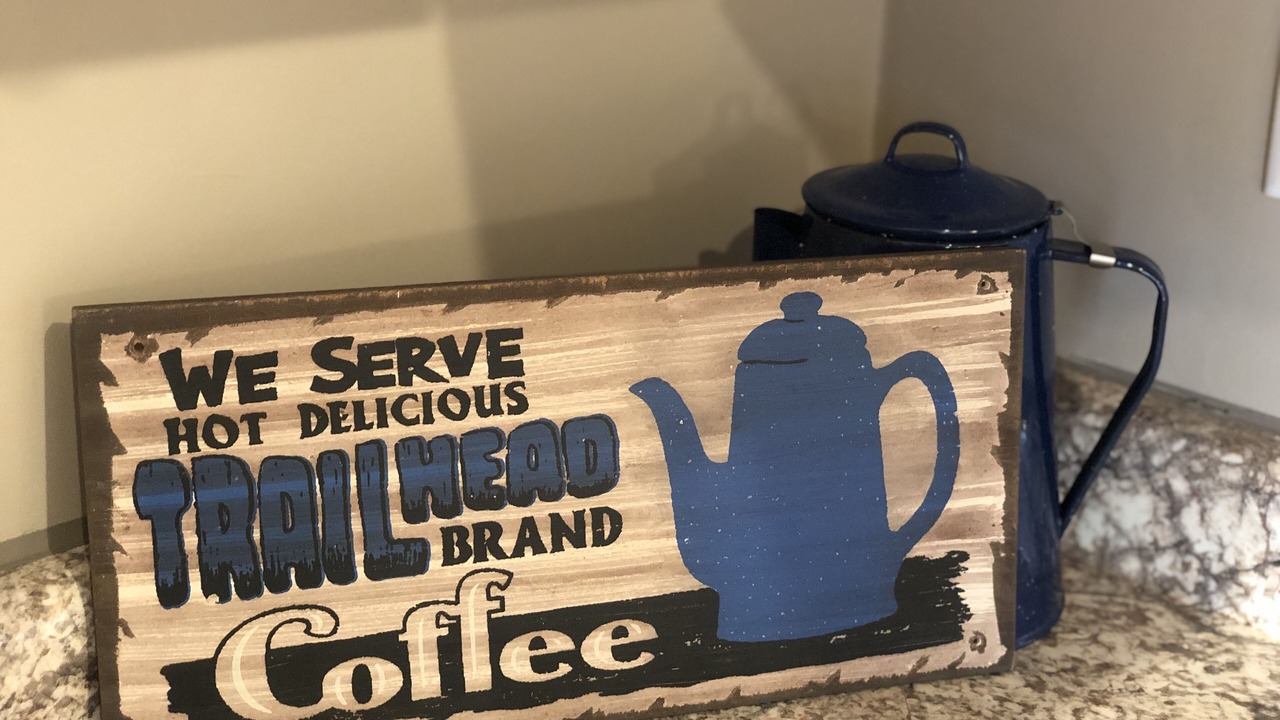 WE SERVE
HOT DELICIOUS
TRAILHEAD
BRAND
Coffee